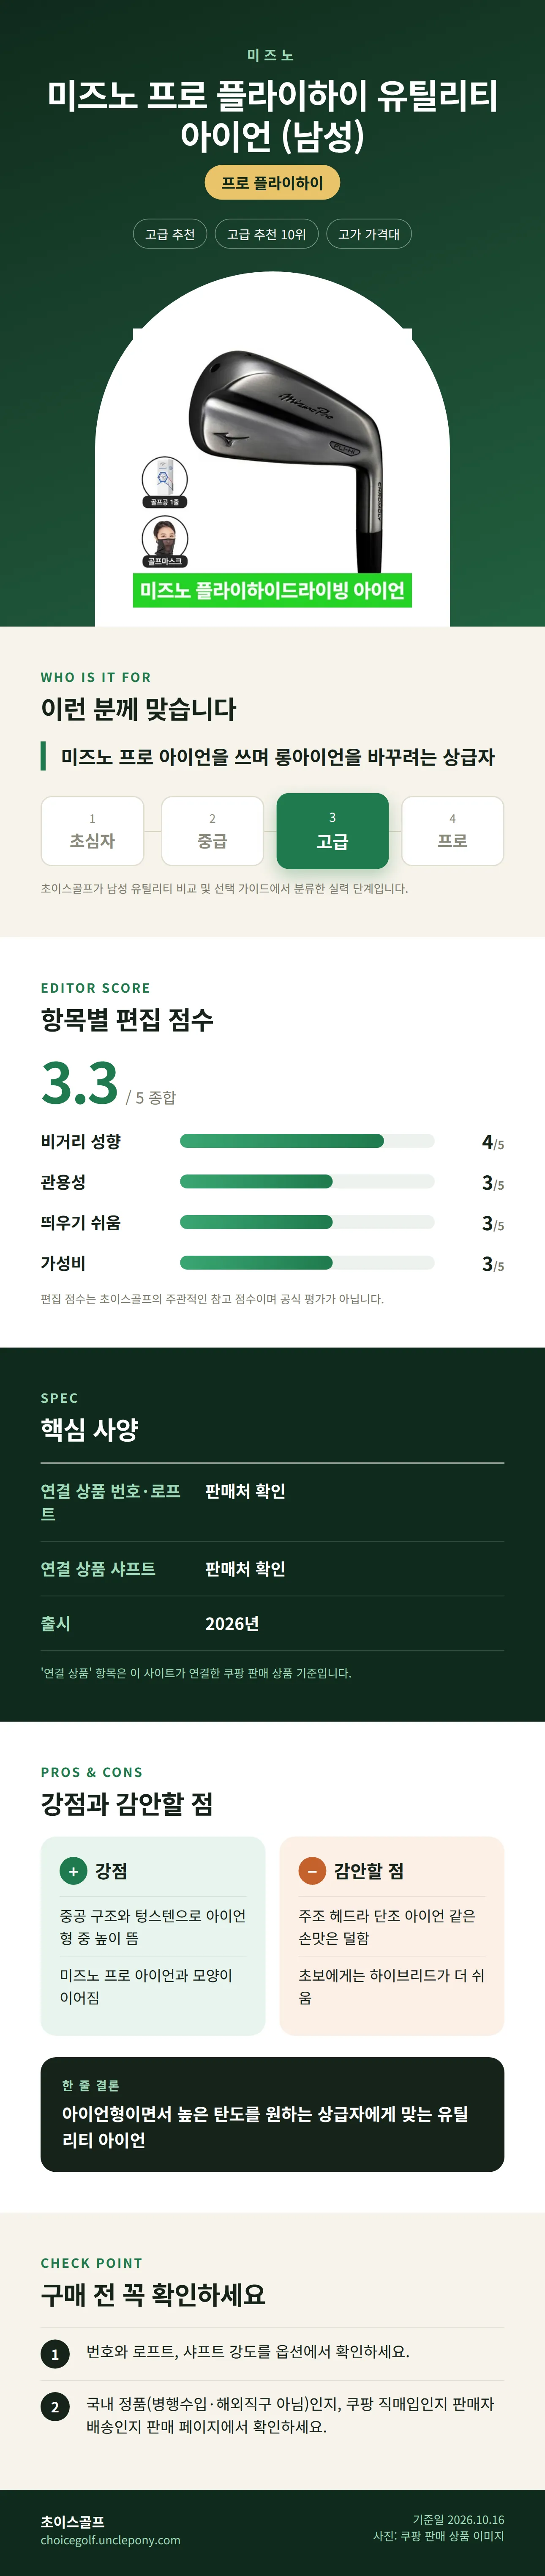 미즈노
미즈노 프로 플라이하이 유틸리티
아이언 (남성)
프로 플라이하이
고급 추천
고급 추천 10위
고가 가격대
Mizuno Pro
골프공 1줄
골프마스크
미즈노 플라이하이드라이빙 아이언
WHO IS IT FOR
이런 분께 맞습니다
미즈노 프로 아이언을 쓰며 롱아이언을 바꾸려는 상급자
1
초심자
2
중급
3
고급
4
프로
초이스골프가 남성 유틸리티 비교 및 선택 가이드에서 분류한 실력 단계입니다.
EDITOR SCORE
항목별 편집 점수
3.3 / 5 종합
비거리 성향 4/5
관용성 3/5
띄우기 쉬움 3/5
가성비 3/5
편집 점수는 초이스골프의 주관적인 참고 점수이며 공식 평가가 아닙니다.
SPEC
핵심 사양
연결 상품 번호·로프
트
판매처 확인
연결 상품 샤프트 판매처 확인
출시 2026년
'연결 상품' 항목은 이 사이트가 연결한 쿠팡 판매 상품 기준입니다.
PROS & CONS
강점과 감안할 점
+ 강점
중공 구조와 텅스텐으로 아이언
형 중 높이 뜸
미즈노 프로 아이언과 모양이
이어짐
− 감안할 점
주조 헤드라 단조 아이언 같은
손맛은 덜함
초보에게는 하이브리드가 더 쉬
움
한 줄 결론
아이언형이면서 높은 탄도를 원하는 상급자에게 맞는 유틸
리티 아이언
CHECK POINT
구매 전 꼭 확인하세요
1 번호와 로프트, 샤프트 강도를 옵션에서 확인하세요.
2 국내 정품(병행수입·해외직구 아님)인지, 쿠팡 직매입인지 판매자
배송인지 판매 페이지에서 확인하세요.
초이스골프
choicegolf.unclepony.com
기준일 2026.10.16
사진: 쿠팡 판매 상품 이미지